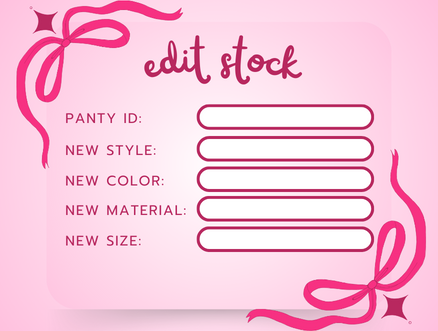 edit stock
PANTY ID:
NEW STYLE:
NEW COLOR:
NEW MATERIAL:
NEW SIZE: